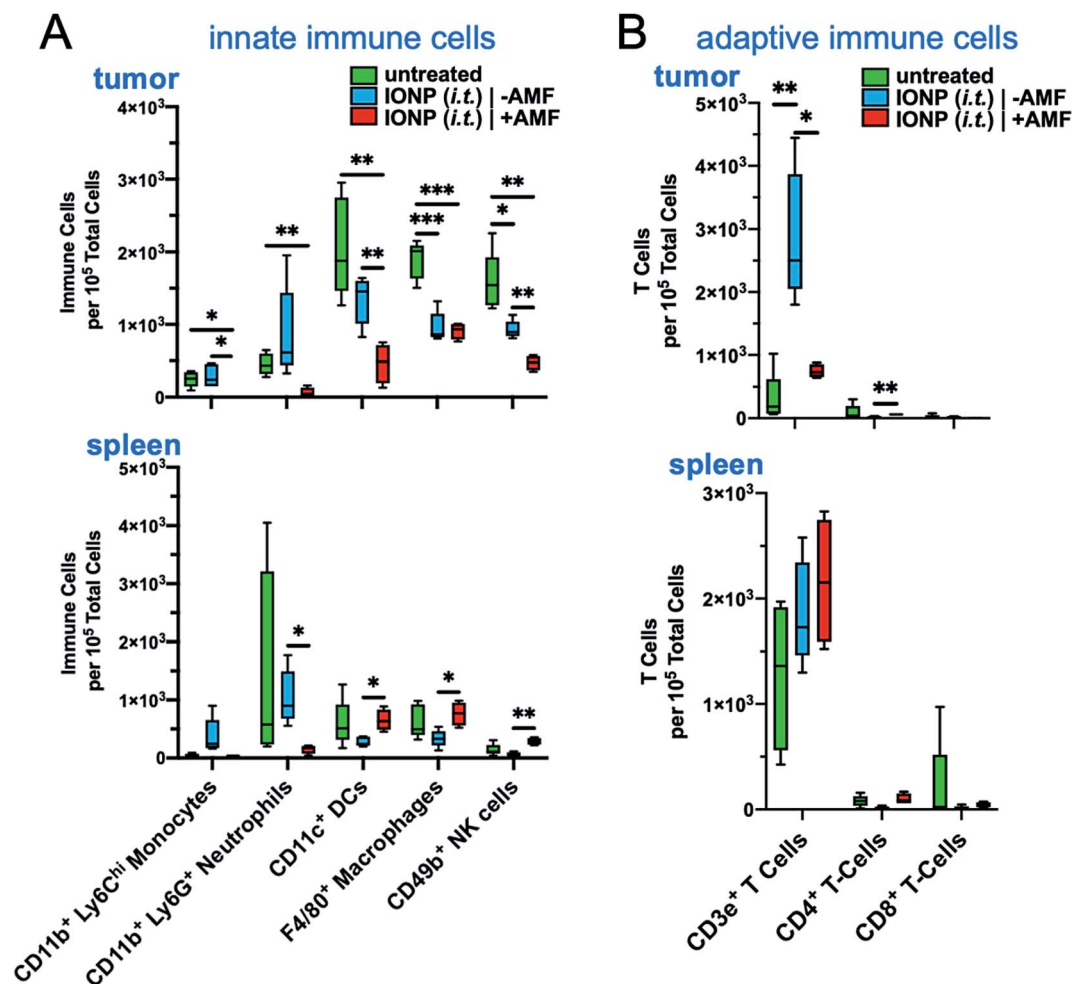 A
innate immune cells
tumor
untreated
IONP (i.t.) | -AMF
IONP (i.t.) | +AMF
4×10³
3×10³
2×10³
1×10³
0
Immune Cells
per 10⁵ Total Cells
*
*
**
**
**
***
***
**
*
**
spleen
5×10³
4×10³
3×10³
2×10³
1×10³
0
Immune Cells
per 10⁵ Total Cells
*
*
*
**
CD11b⁺ Ly6Cʰⁱ Monocytes
CD11b⁺ Ly6G⁺ Neutrophils
CD11c⁺ DCs
F4/80⁺ Macrophages
CD49b⁺ NK cells
B
adaptive immune cells
tumor
untreated
IONP (i.t.) | -AMF
IONP (i.t.) | +AMF
5×10³
4×10³
3×10³
2×10³
1×10³
0
T Cells
per 10⁵ Total Cells
**
*
**
spleen
3×10³
2×10³
1×10³
0
T Cells
per 10⁵ Total Cells
CD3e⁺ T Cells
CD4⁺ T-Cells
CD8⁺ T-Cells